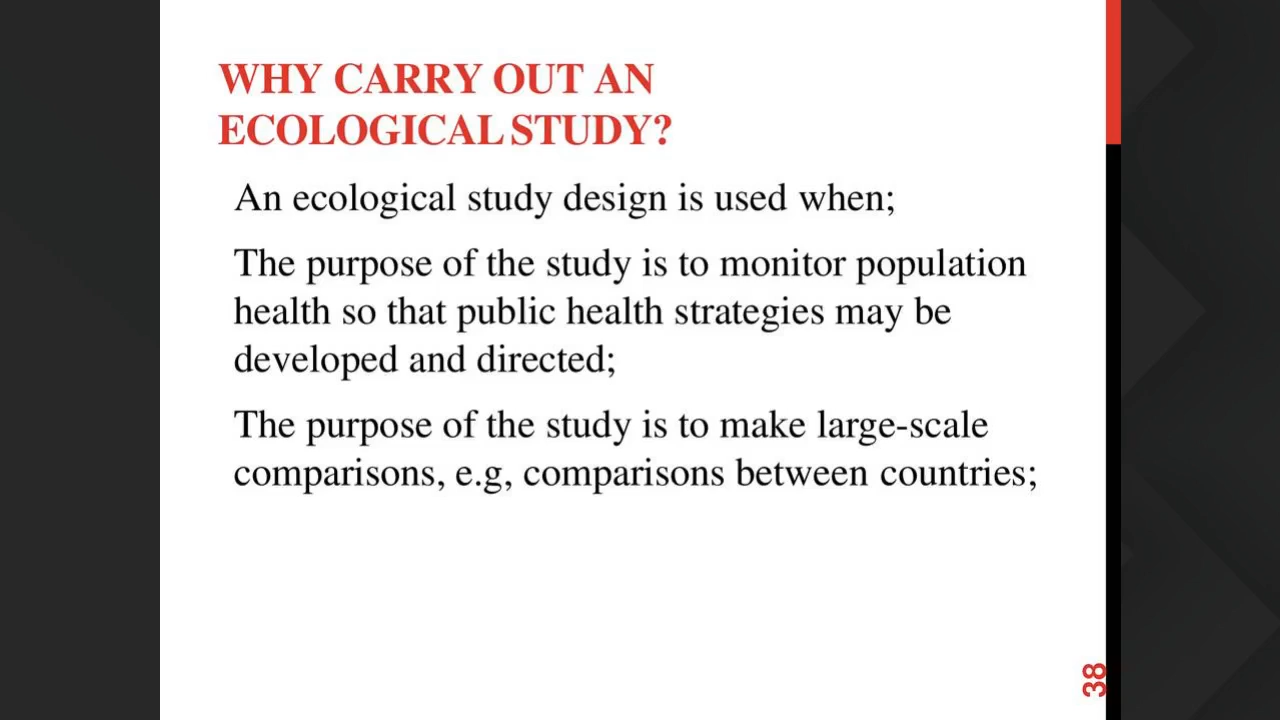 WHY CARRY OUT AN
ECOLOGICAL STUDY?
An ecological study design is used when;
The purpose of the study is to monitor population
health so that public health strategies may be
developed and directed;
The purpose of the study is to make large-scale
comparisons, e.g, comparisons between countries;
38